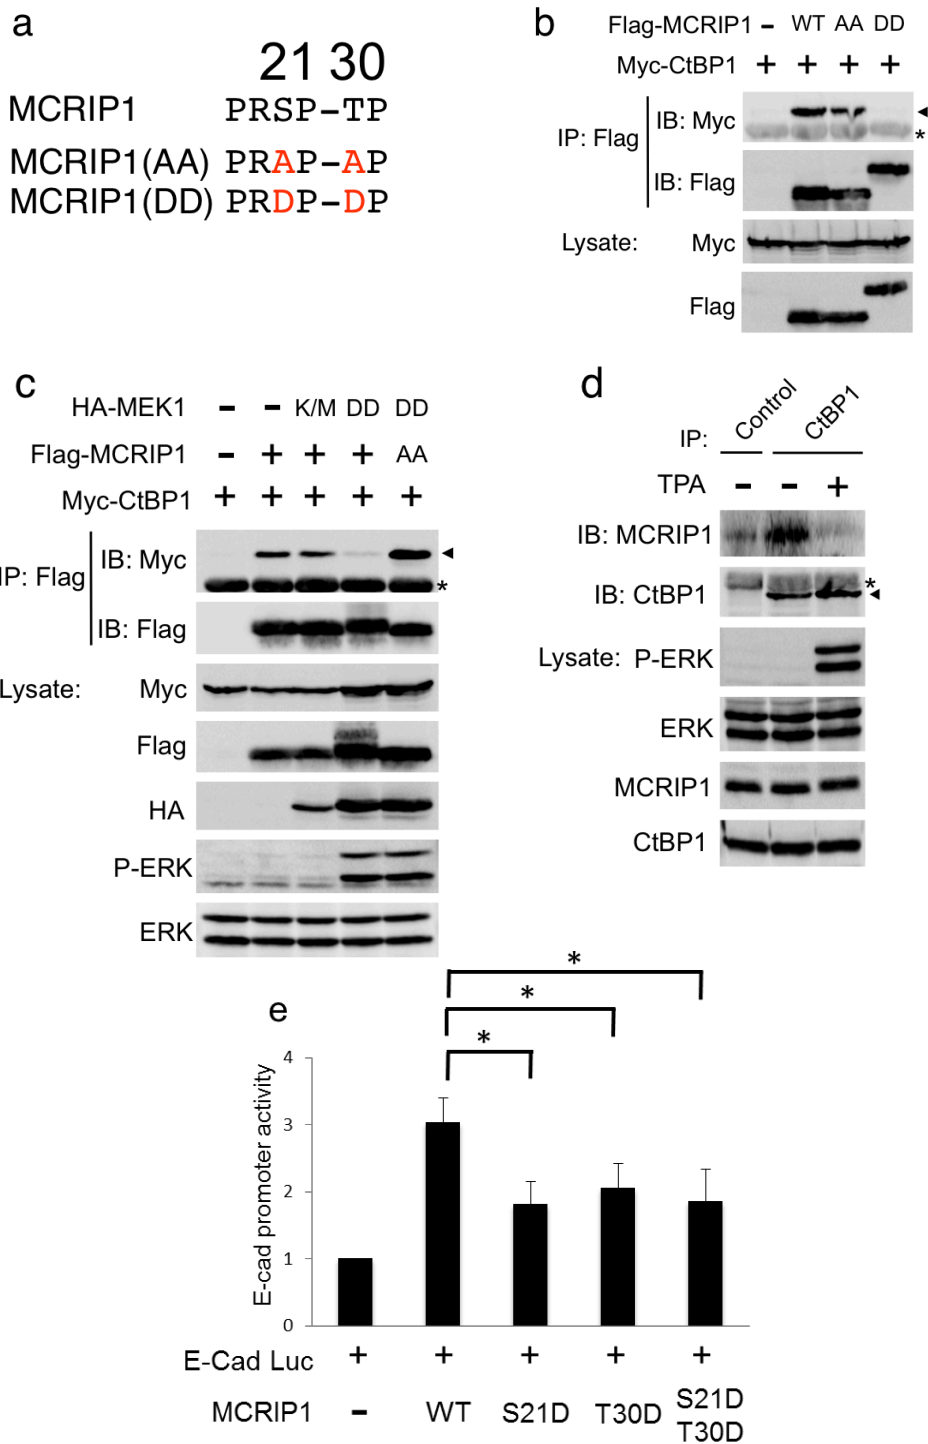 a
21 30
MCRIP1 PRSP–TP
MCRIP1(AA) PRAP–AP
MCRIP1(DD) PRDP–DP
b
Flag-MCRIP1 – WT AA DD
Myc-CtBP1 + + + +
IP: Flag
IB: Myc
*
IB: Flag
Lysate: Myc
Flag
c
HA-MEK1 – – K/M DD DD
Flag-MCRIP1 – + + + AA
Myc-CtBP1 + + + + +
IP: Flag
IB: Myc
*
IB: Flag
Lysate: Myc
Flag
HA
P-ERK
ERK
d
IP: Control CtBP1
TPA – – +
IB: MCRIP1
IB: CtBP1
*
Lysate: P-ERK
ERK
MCRIP1
CtBP1
e
*
*
*
E-cad promoter activity
4
3
2
1
0
E-Cad Luc + + + + +
MCRIP1 – WT S21D T30D S21D
T30D